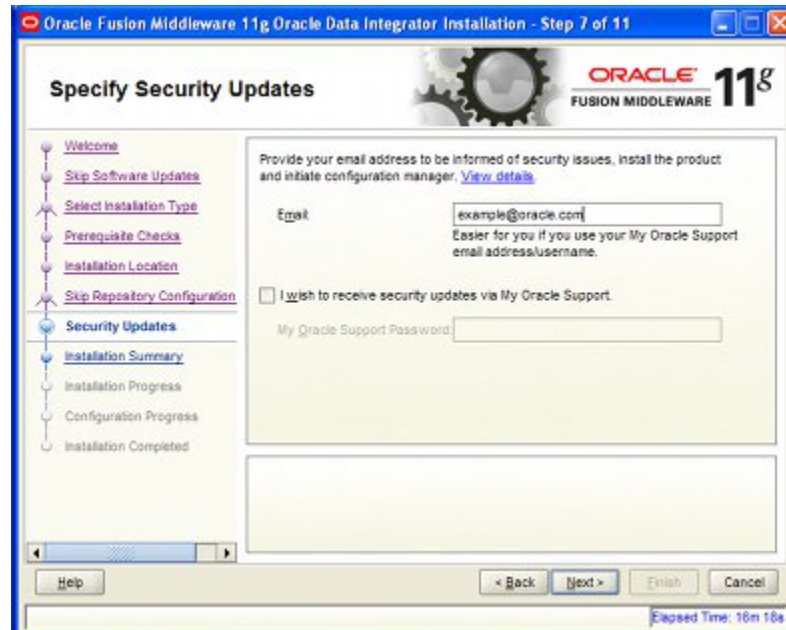 Oracle Fusion Middleware 11g Oracle Data Integrator Installation - Step 7 of 11
Specify Security Updates
ORACLE
FUSION MIDDLEWARE
11g
Welcome
Skip Software Updates
Select Installation Type
Prerequisite Checks
Installation Location
Skip Repository Configuration
Security Updates
Installation Summary
Installation Progress
Configuration Progress
Installation Completed
Provide your email address to be informed of security issues, install the product
and initiate configuration manager. View details.
Email: example@oracle.com
Easier for you if you use your My Oracle Support
email address/username.
I wish to receive security updates via My Oracle Support.
My Oracle Support Password:
Help
< Back
Next >
Finish
Cancel
Elapsed Time: 16m 18s